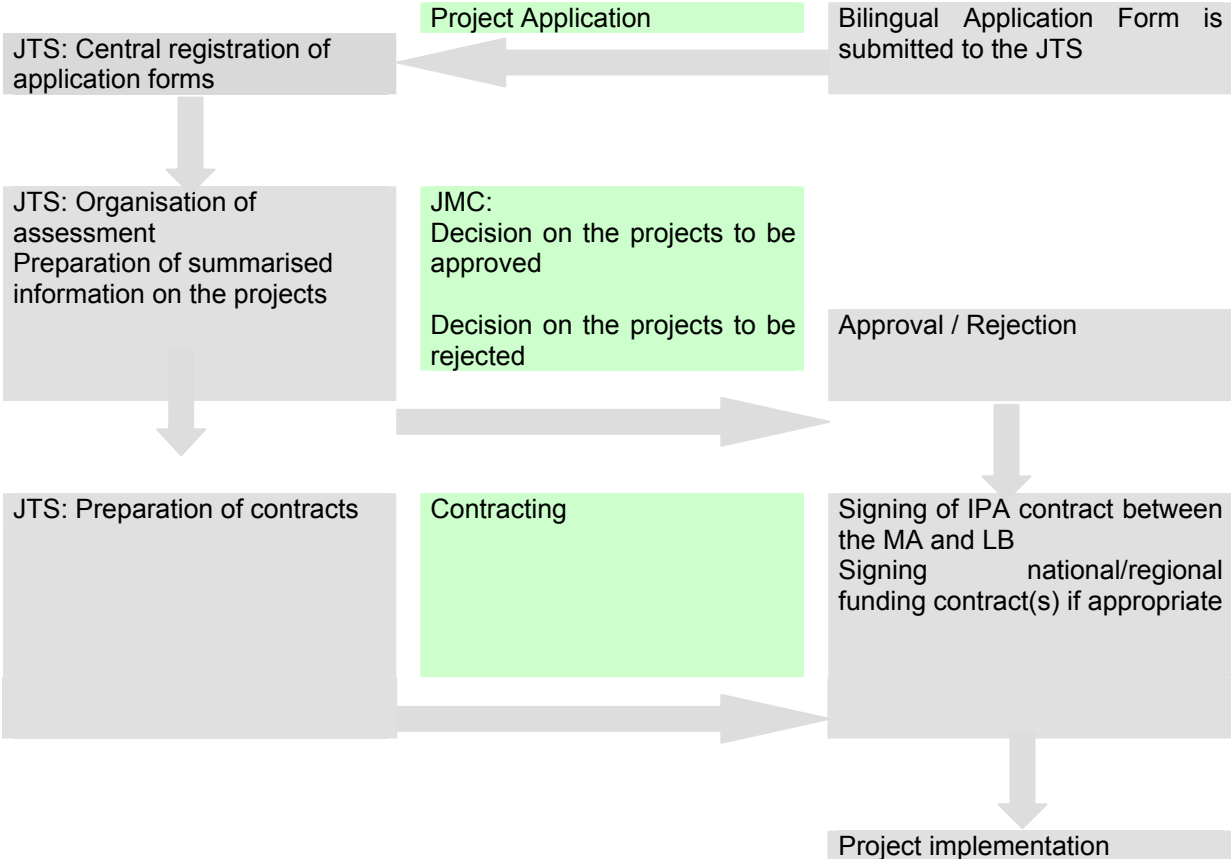 Project Application
Bilingual Application Form is
submitted to the JTS
JTS: Central registration of
application forms
JTS: Organisation of
assessment
Preparation of summarised
information on the projects
JMC:
Decision on the projects to be
approved
Decision on the projects to be
rejected
Approval / Rejection
JTS: Preparation of contracts
Contracting
Signing of IPA contract between
the MA and LB
Signing national/regional
funding contract(s) if appropriate
Project implementation